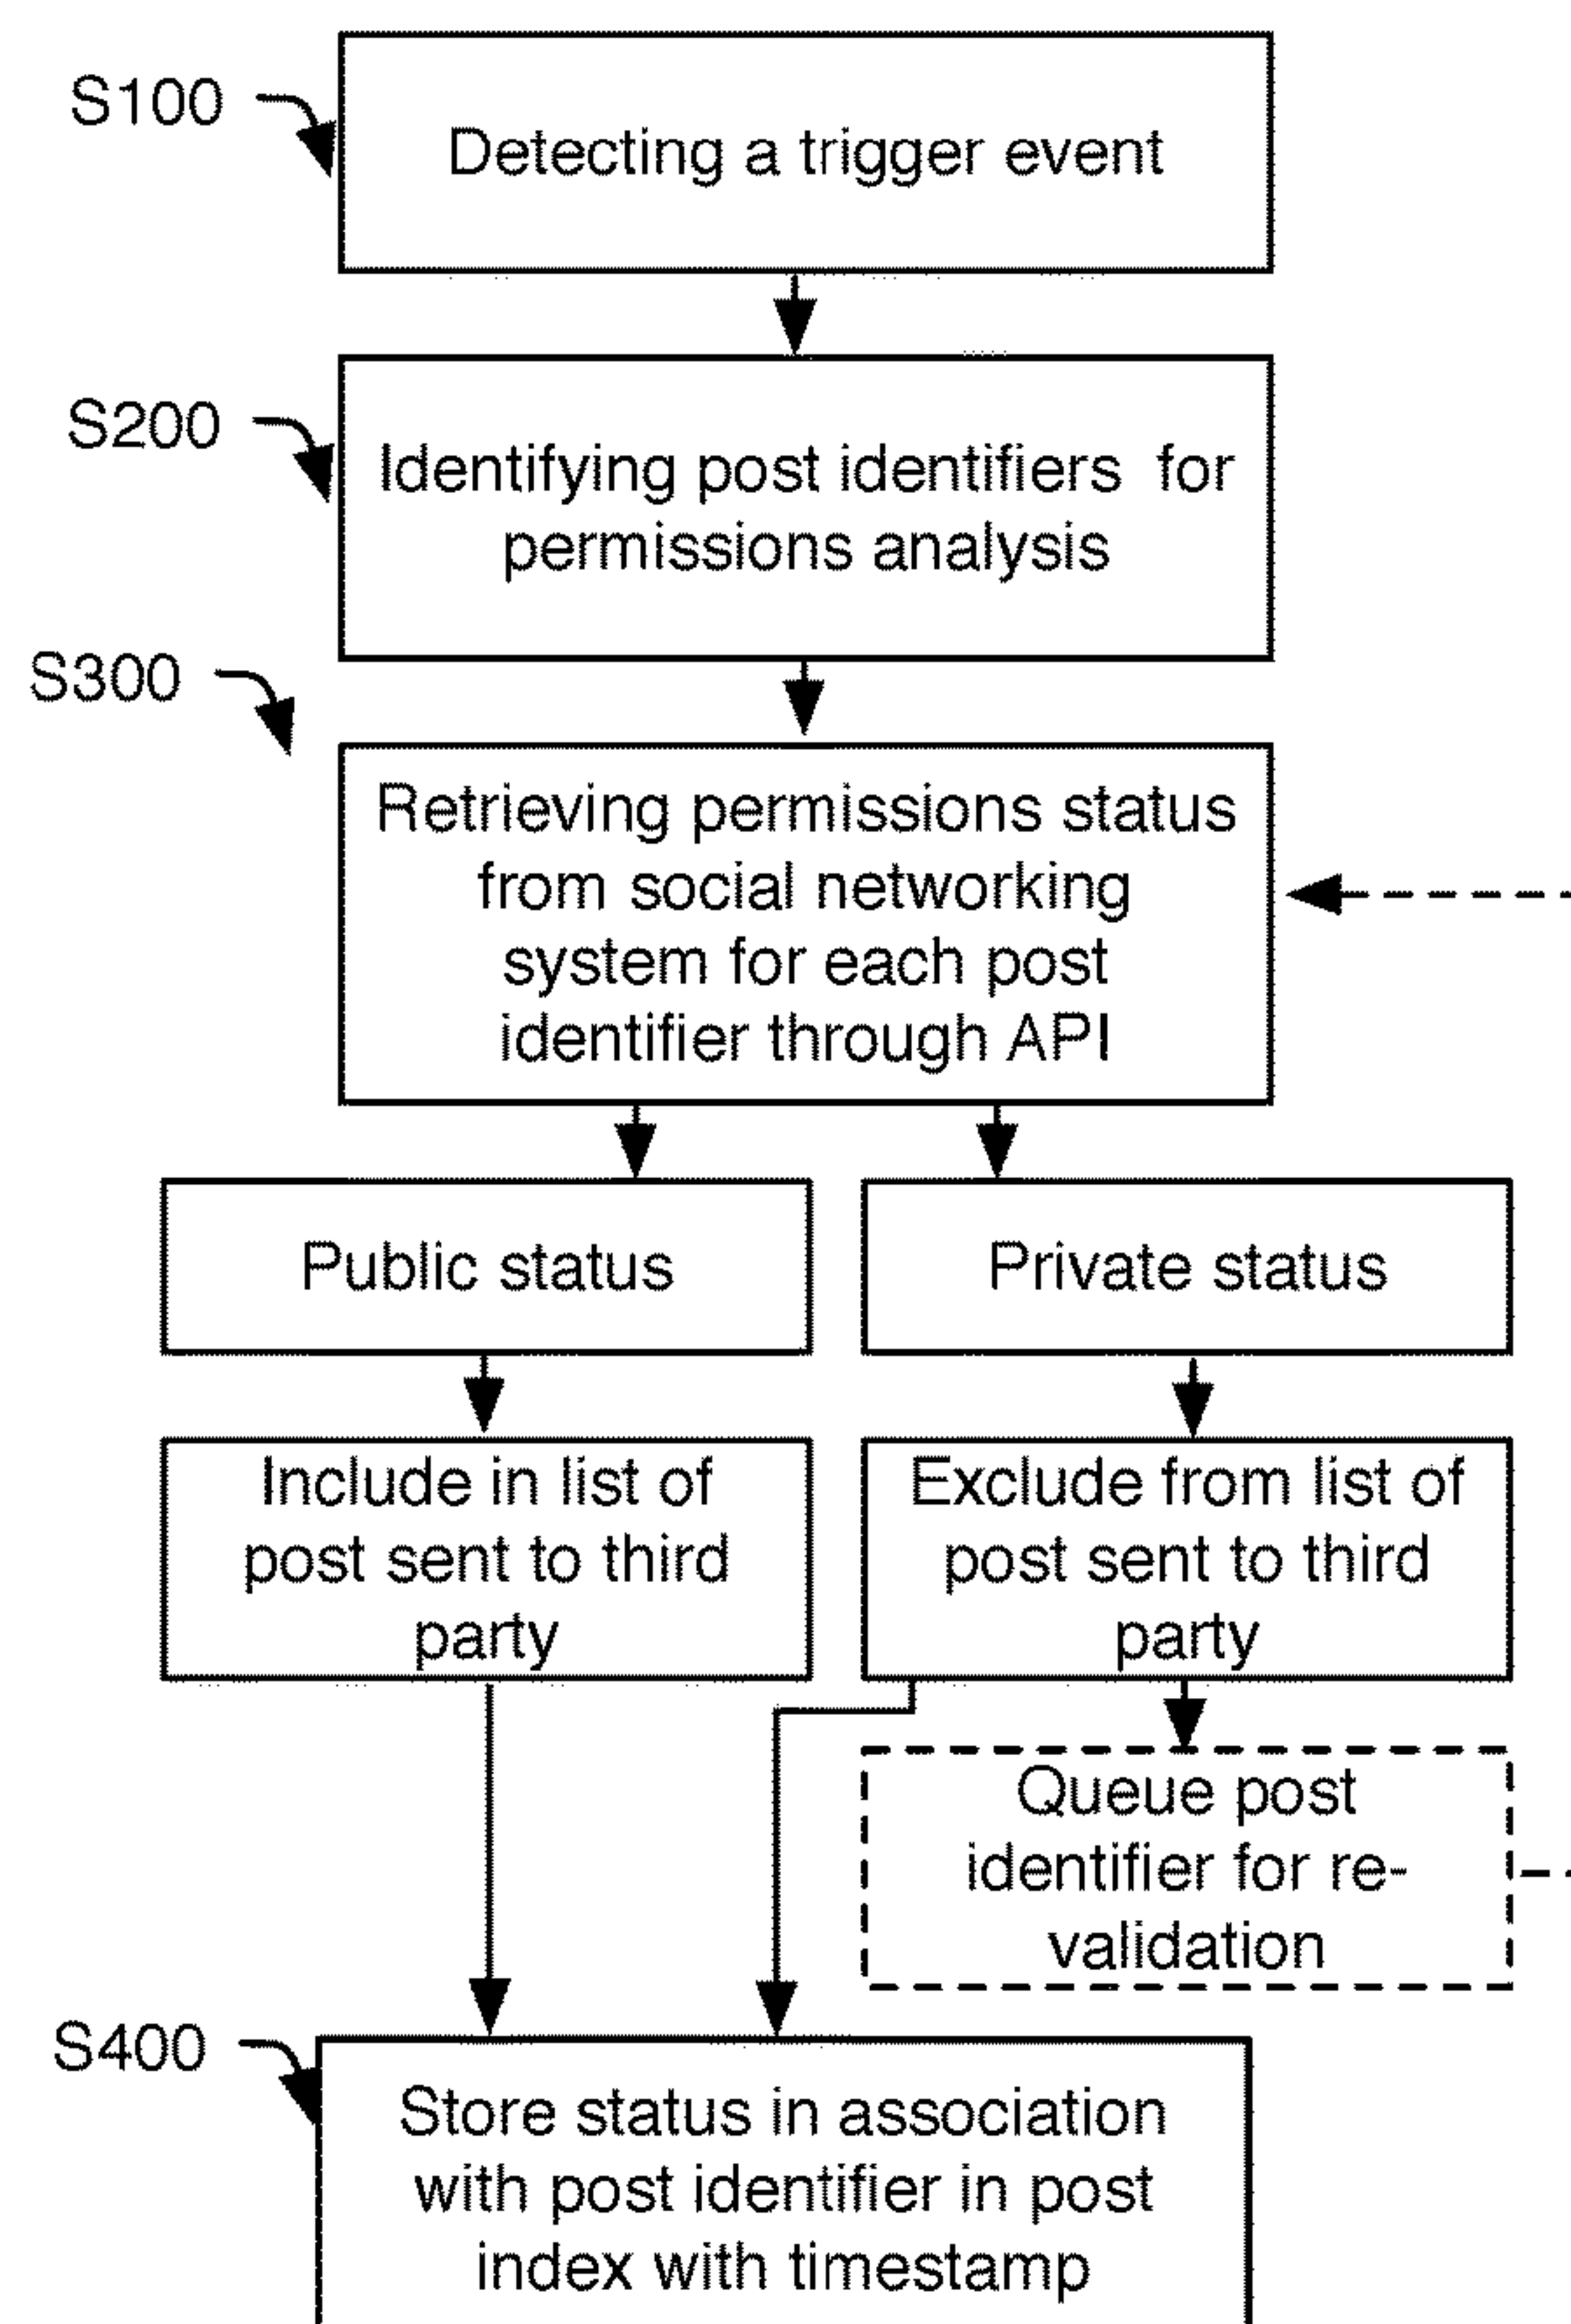 S100
Detecting a trigger event
S200
Identifying post identifiers for
permissions analysis
S300
Retrieving permissions status
from social networking
system for each post
identifier through API
Public status
Private status
Include in list of
post sent to third
party
Exclude from list of
post sent to third
party
Queue post
identifier for re-
validation
S400
Store status in association
with post identifier in post
index with timestamp